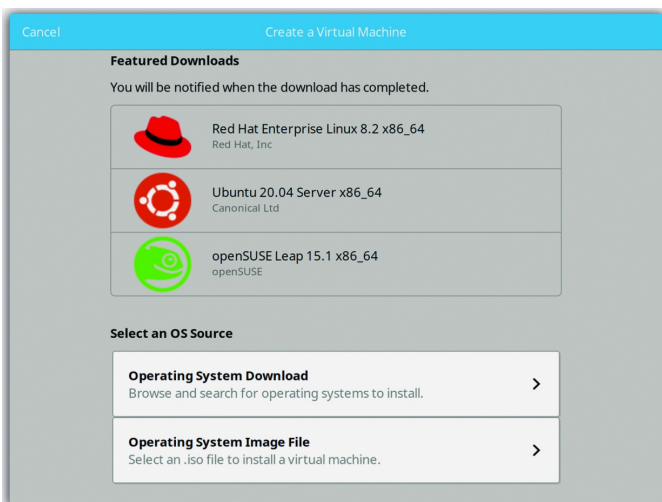 Cancel
Create a Virtual Machine
Featured Downloads
You will be notified when the download has completed.
Red Hat Enterprise Linux 8.2 x86_64
Red Hat, Inc
Ubuntu 20.04 Server x86_64
Canonical Ltd
openSUSE Leap 15.1 x86_64
openSUSE
Select an OS Source
Operating System Download
Browse and search for operating systems to install.
Operating System Image File
Select an .iso file to install a virtual machine.